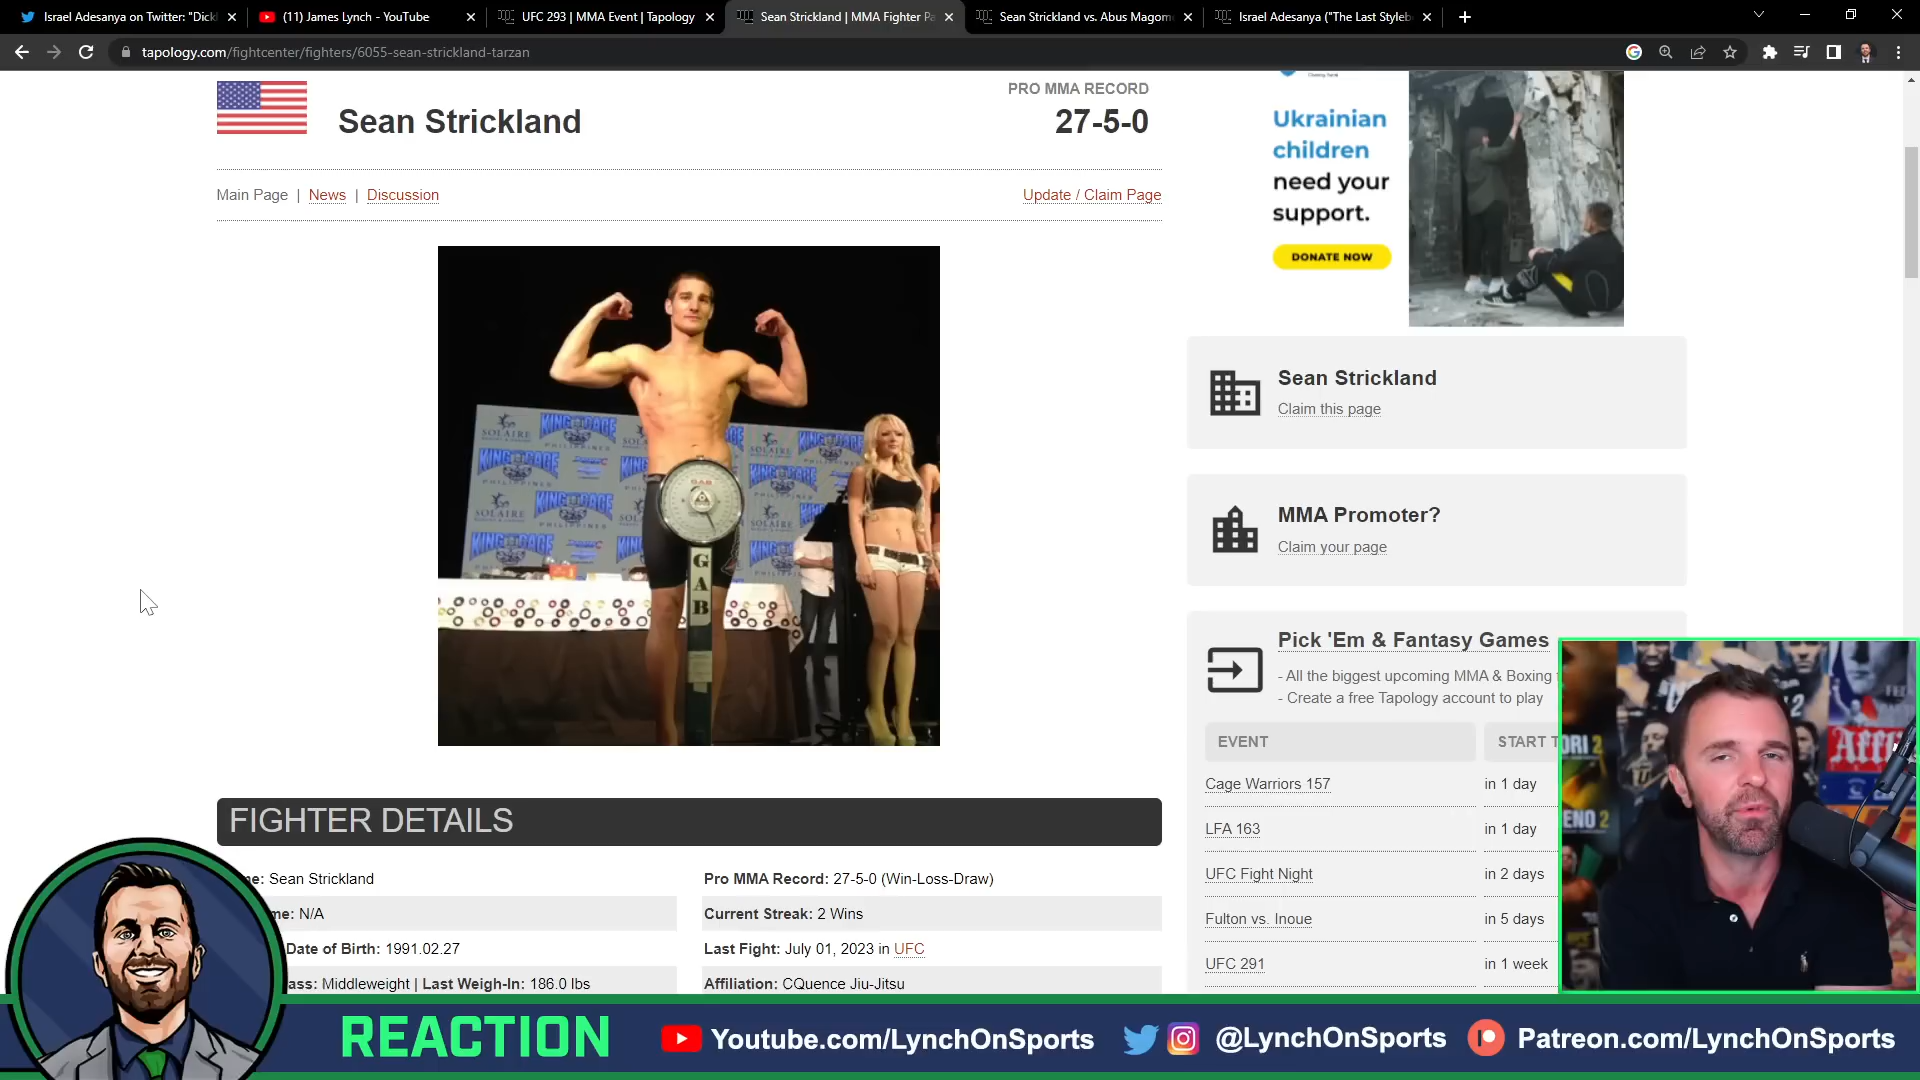 Israel Adesanya on Twitter: "Dick
(11) James Lynch - YouTube
UFC 293 | MMA Event | Tapology
Sean Strickland | MMA Fighter Pa
Sean Strickland vs. Abus Magom
Israel Adesanya ("The Last Styleb
tapology.com/fightcenter/fighters/6055-sean-strickland-tarzan
Sean Strickland
PRO MMA RECORD
27-5-0
Main Page | News | Discussion
Update / Claim Page
Ukrainian
children
need your
support.
DONATE NOW
SOLAIRE
KING CAGE
PHILIPPINES
GAB
Sean Strickland
Claim this page
MMA Promoter?
Claim your page
Pick 'Em & Fantasy Games
- All the biggest upcoming MMA & Boxing
- Create a free Tapology account to play
EVENT START T
Cage Warriors 157 in 1 day
LFA 163 in 1 day
UFC Fight Night in 2 days
Fulton vs. Inoue in 5 days
UFC 291 in 1 week
FIGHTER DETAILS
me: Sean Strickland
Pro MMA Record: 27-5-0 (Win-Loss-Draw)
me: N/A
Current Streak: 2 Wins
Date of Birth: 1991.02.27
Last Fight: July 01, 2023 in UFC
ass: Middleweight | Last Weigh-In: 186.0 lbs
Affiliation: CQuence Jiu-Jitsu
REACTION
Youtube.com/LynchOnSports
@LynchOnSports
Patreon.com/LynchOnSports